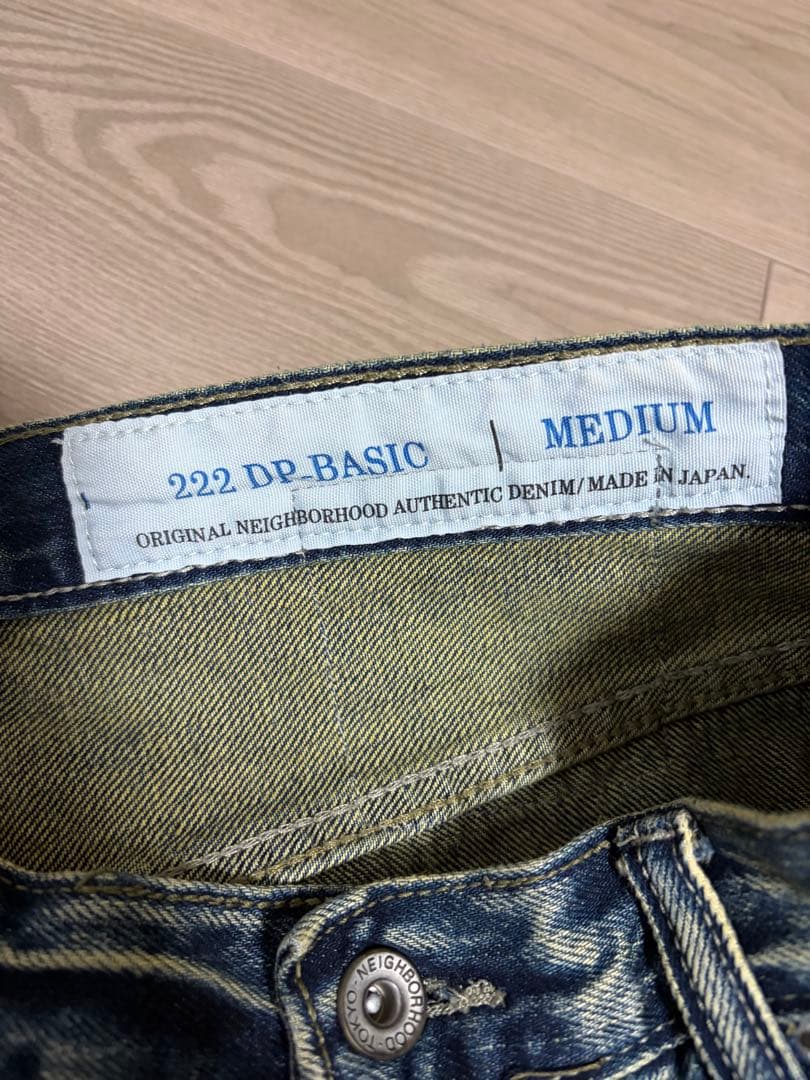 222 DP-BASIC | MEDIUM
ORIGINAL NEIGHBORHOOD AUTHENTIC DENIM/MADE IN JAPAN.
NEIGHBORHOOD-TOKYO-